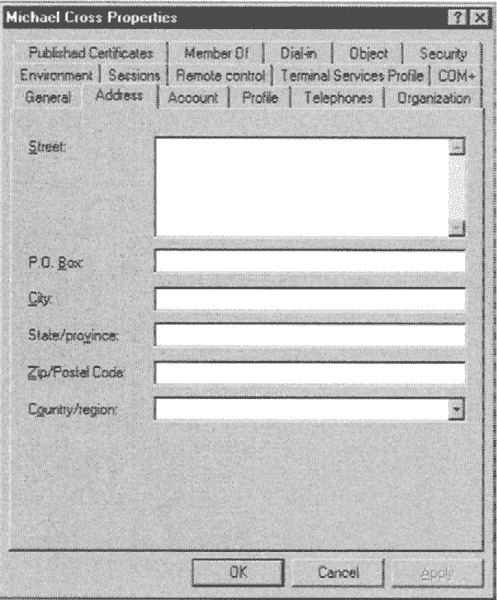 Michael Cross Properties
Published Certificates Member Of Dial-in Object Security
Environment Sessions Remote control Terminal Services Profile COM+
General Address Account Profile Telephones Organization
Street:
P.O. Box:
City:
State/province:
Zip/Postal Code:
Country/region:
OK Cancel Apply